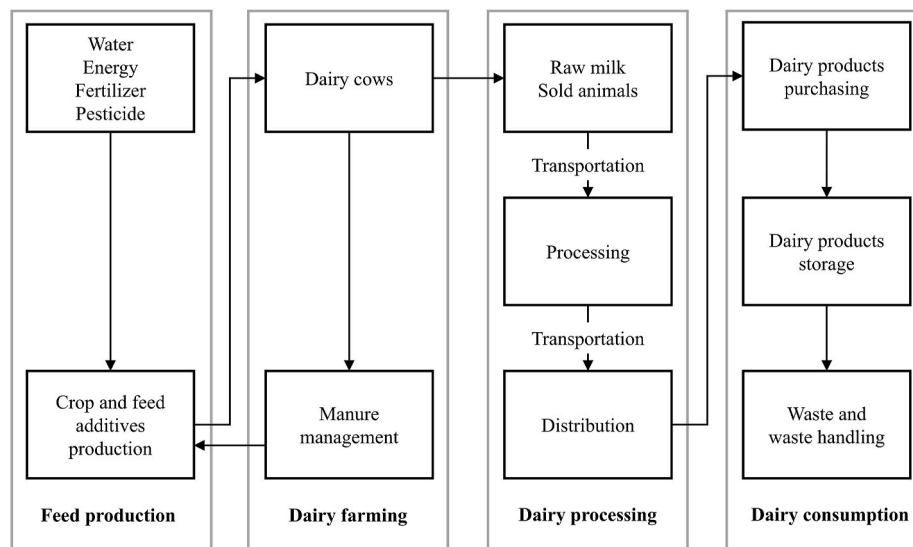 Water
Energy
Fertilizer
Pesticide
Crop and feed
additives
production
Feed production
Dairy cows
Manure
management
Dairy farming
Raw milk
Sold animals
Transportation
Processing
Transportation
Distribution
Dairy processing
Dairy products
purchasing
Dairy products
storage
Waste and
waste handling
Dairy consumption